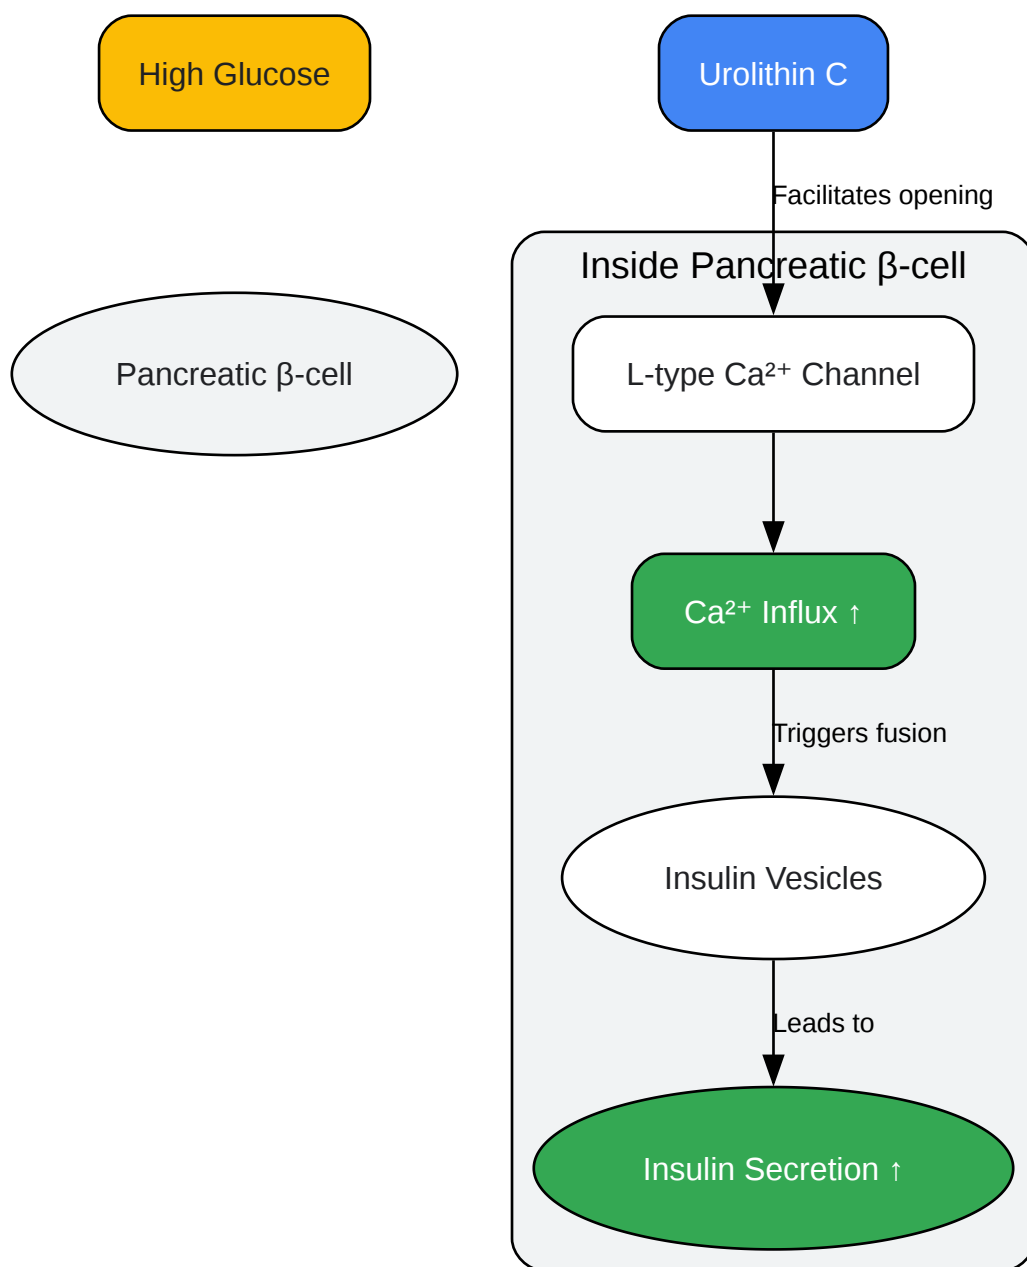 High Glucose
Urolithin C
Facilitates opening
Inside Pancreatic β-cell
Pancreatic β-cell
L-type Ca²⁺ Channel
Ca²⁺ Influx ↑
Triggers fusion
Insulin Vesicles
Leads to
Insulin Secretion ↑